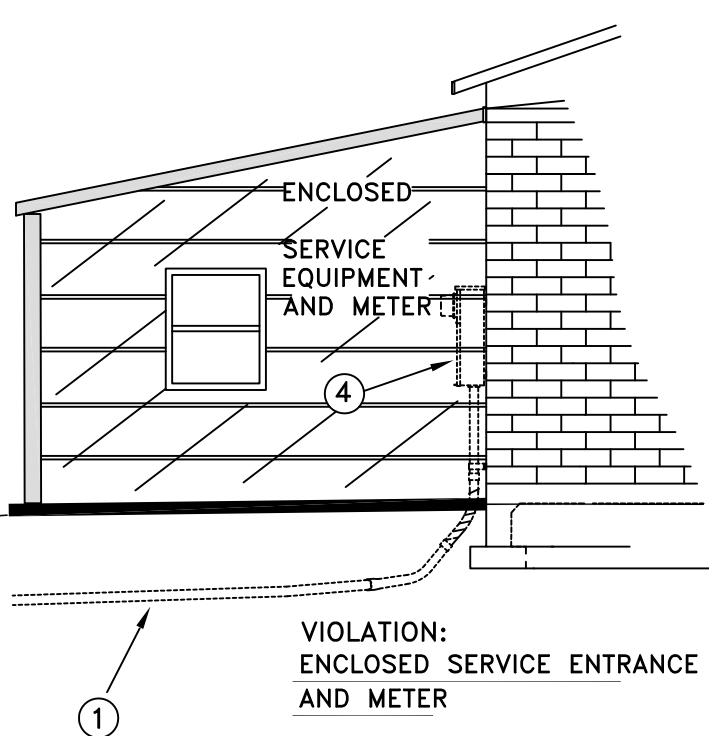 ENCLOSED
SERVICE
EQUIPMENT
AND METER
4
VIOLATION:
ENCLOSED SERVICE ENTRANCE
AND METER
1